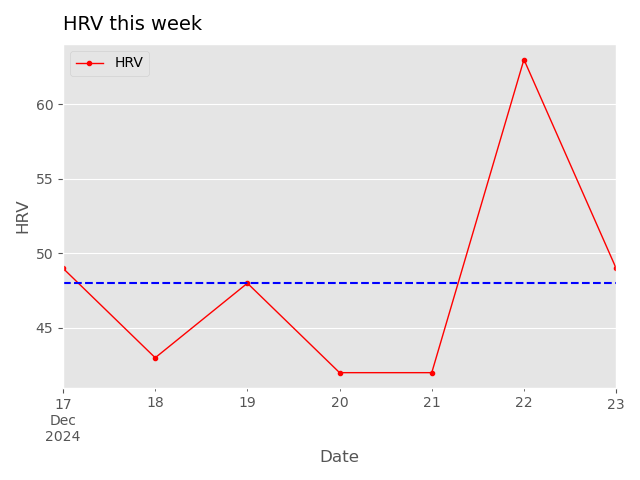 HRV this week
HRV
60
55
50
45
HRV
17 18 19 20 21 22 23
Dec
2024
Date